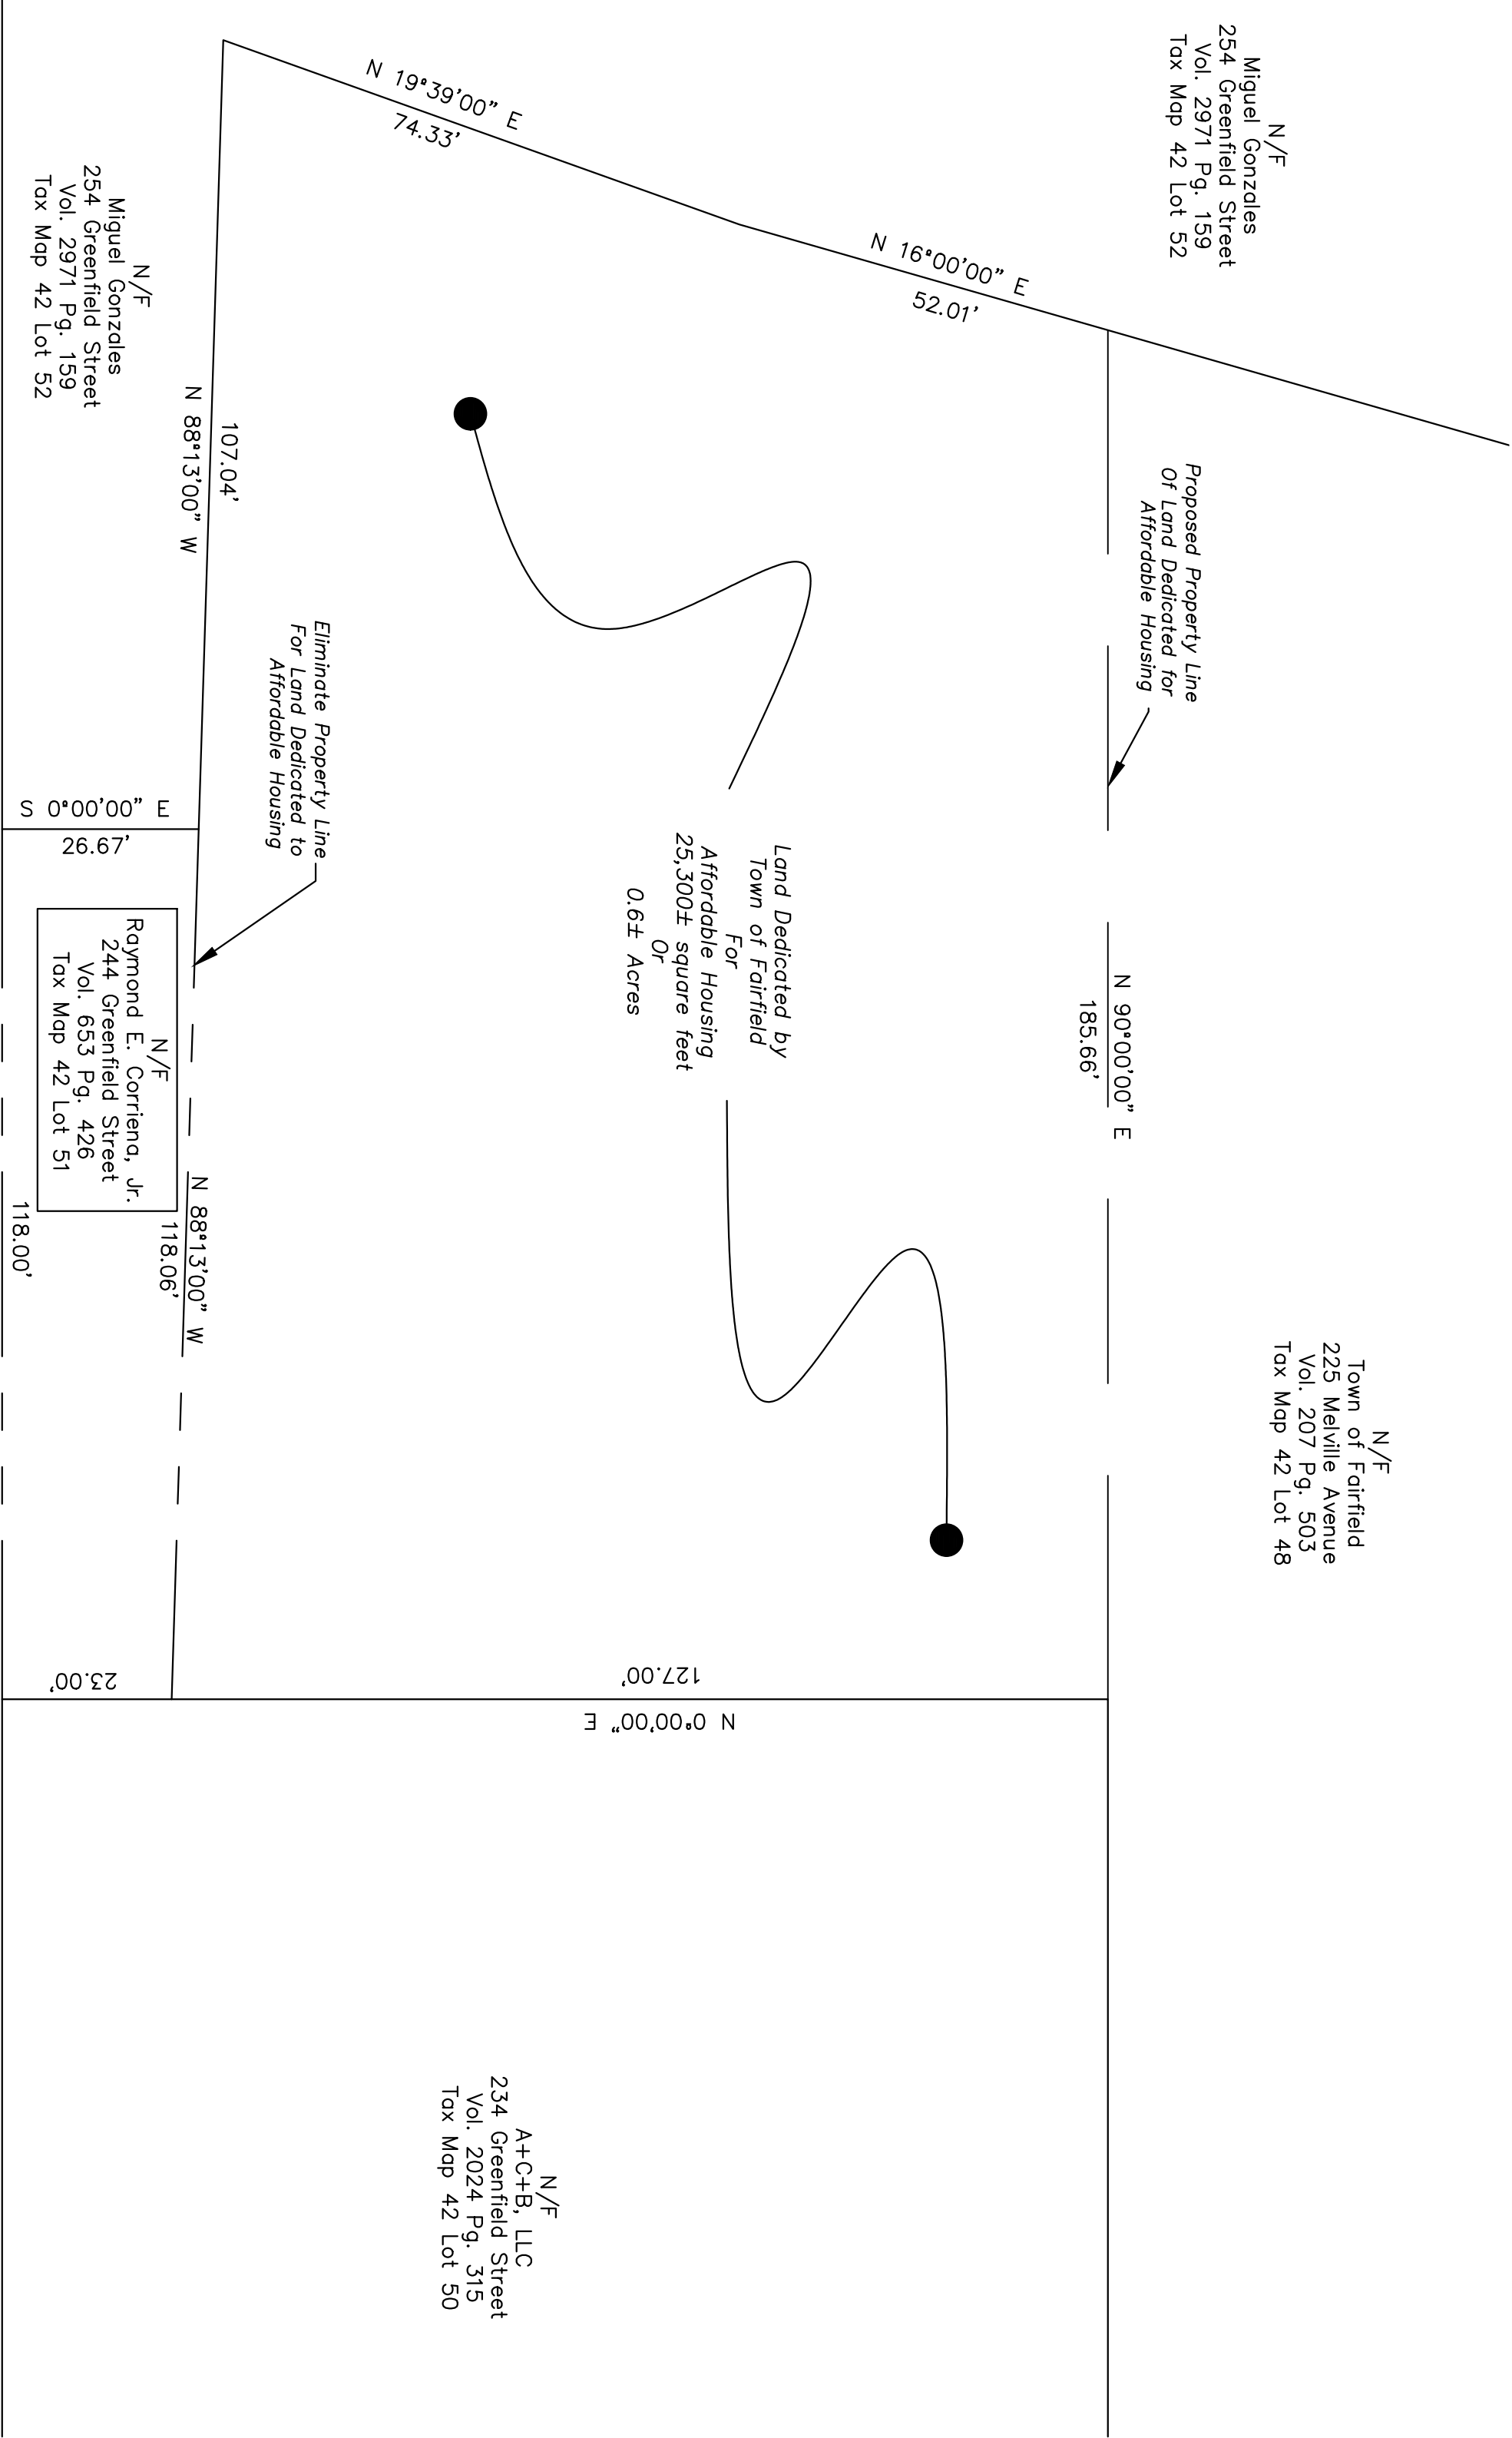 N/F
Miguel Gonzales
254 Greenfield Street
Vol. 2971 Pg. 159
Tax Map 42 Lot 52
N/F
Town of Fairfield
225 Melville Avenue
Vol. 207 Pg. 503
Tax Map 42 Lot 48
Proposed Property Line
Of Land Dedicated for
Affordable Housing
N 90°00'00" E
185.66'
N 16°00'00" E
52.01'
N 19°39'00" E
74.33'
Land Dedicated by
Town of Fairfield
For
Affordable Housing
25,300± square feet
Or
0.6± Acres
127.00'
N 0°00'00" E
N/F
A+C+B, LLC
234 Greenfield Street
Vol. 2024 Pg. 315
Tax Map 42 Lot 50
Eliminate Property Line
For Land Dedicated to
Affordable Housing
107.04'
N 88°13'00" W
N 88°13'00" W
118.06'
N/F
Miguel Gonzales
254 Greenfield Street
Vol. 2971 Pg. 159
Tax Map 42 Lot 52
S 0°00'00" E
26.67'
N/F
Raymond E. Corriena, Jr.
244 Greenfield Street
Vol. 653 Pg. 426
Tax Map 42 Lot 51
23.00'
118.00'